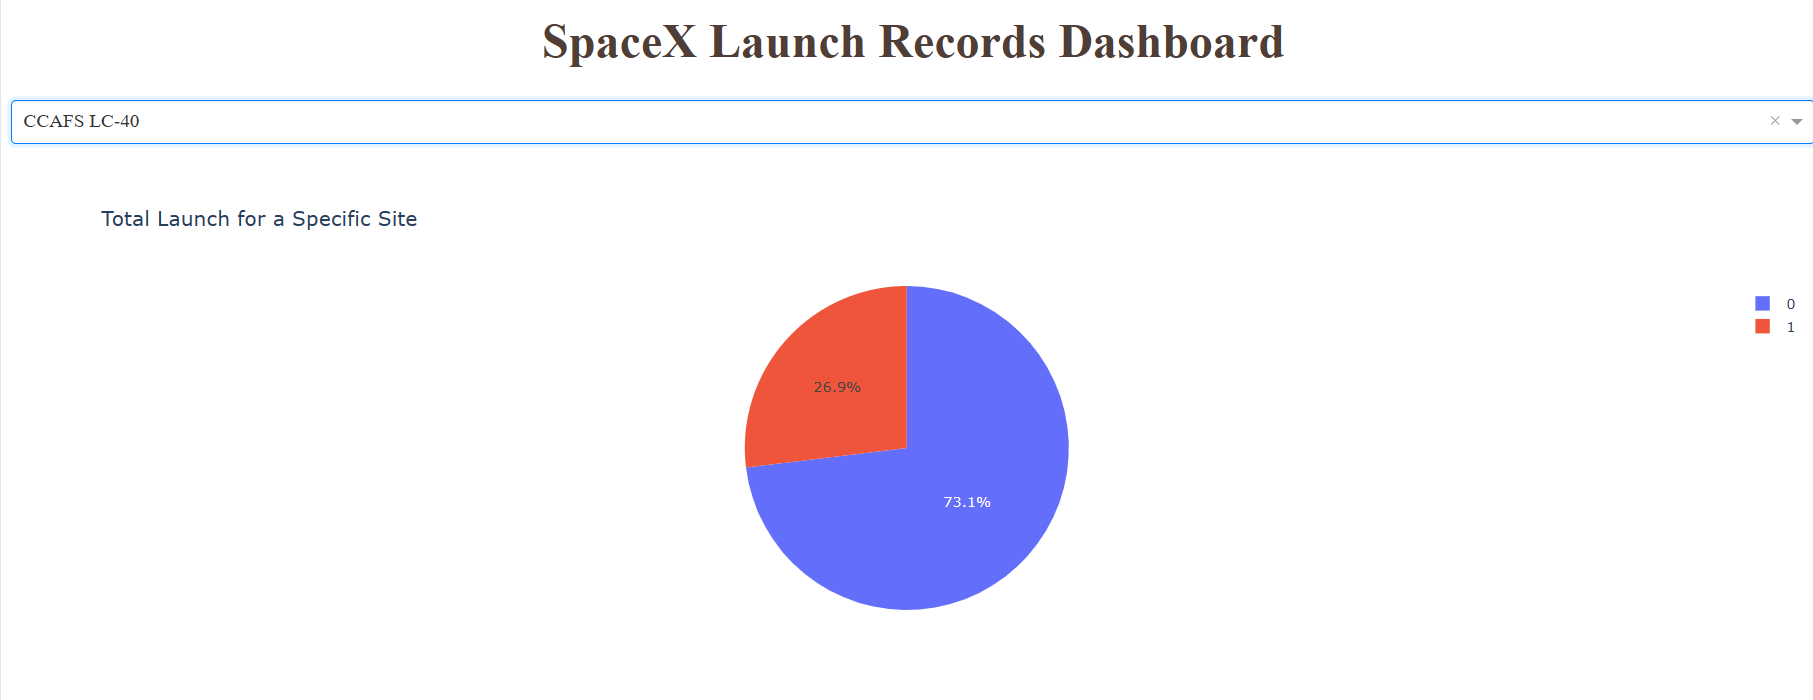 SpaceX Launch Records Dashboard
CCAFS LC-40
×
Total Launch for a Specific Site
0
1
26.9%
73.1%